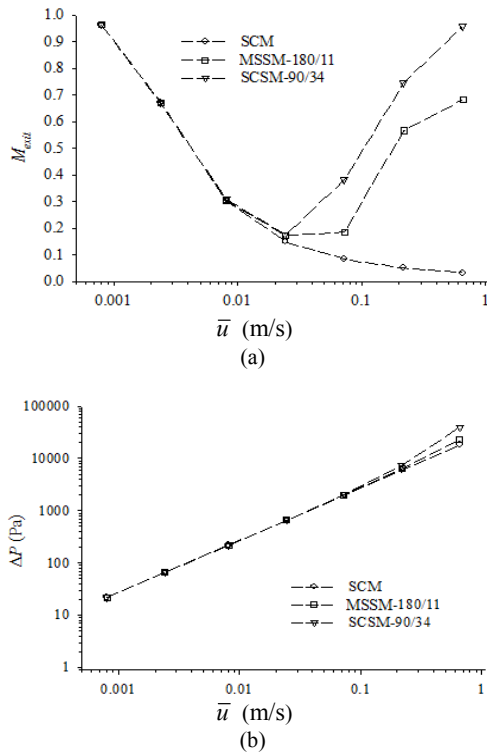 1.0
0.9
0.8
0.7
0.6
0.5
0.4
0.3
0.2
0.1
0.0
M_exit
SCM
MSSM-180/11
SCSM-90/34
0.001 0.01 0.1 1
u̅ (m/s)
(a)
100000
10000
1000
100
10
1
ΔP (Pa)
SCM
MSSM-180/11
SCSM-90/34
0.001 0.01 0.1 1
u̅ (m/s)
(b)